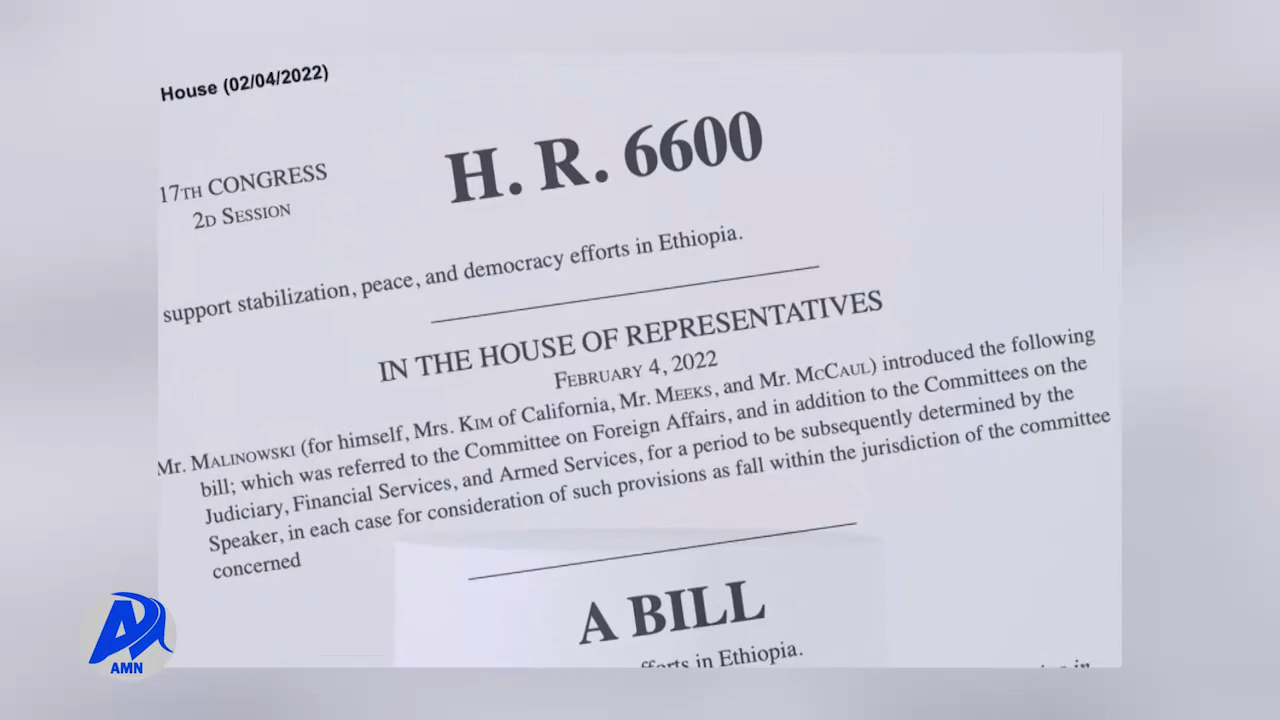 House (02/04/2022)
17TH CONGRESS
2D SESSION
H. R. 6600
support stabilization, peace, and democracy efforts in Ethiopia.
IN THE HOUSE OF REPRESENTATIVES
FEBRUARY 4, 2022
Mr. MALINOWSKI (for himself, Mrs. KIM of California, Mr. MEEKS, and Mr. MCCAUL) introduced the following
bill; which was referred to the Committee on Foreign Affairs, and in addition to the Committees on the
Judiciary, Financial Services, and Armed Services, for a period to be subsequently determined by the
Speaker, in each case for consideration of such provisions as fall within the jurisdiction of the committee
concerned
A BILL
efforts in Ethiopia.
AMN